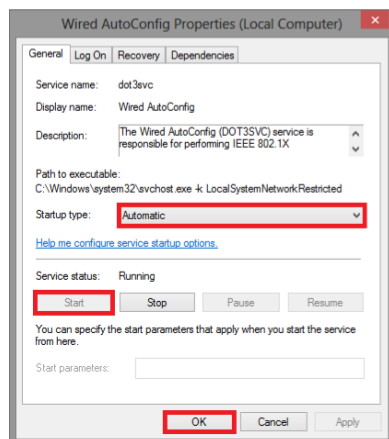 Wired AutoConfig Properties (Local Computer)
General Log On Recovery Dependencies
Service name: dot3svc
Display name: Wired AutoConfig
Description: The Wired AutoConfig (DOT3SVC) service is
responsible for performing IEEE 802.1X
Path to executable:
C:\Windows\system32\svchost.exe -k LocalSystemNetworkRestricted
Startup type: Automatic
Help me configure service startup options.
Service status: Running
Start Stop Pause Resume
You can specify the start parameters that apply when you start the service
from here.
Start parameters:
OK Cancel Apply